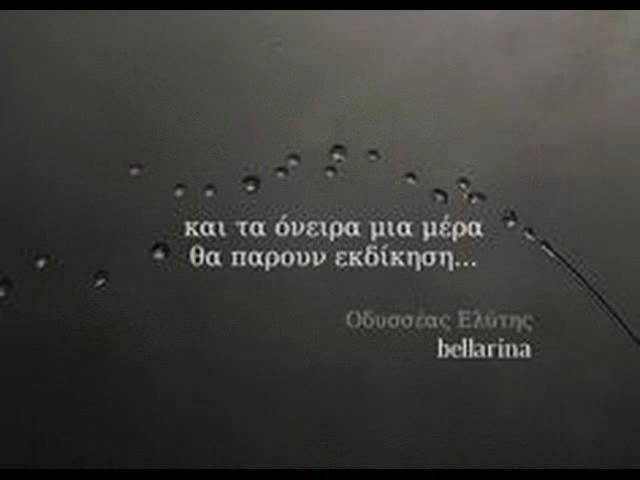 και τα όνειρα μια μέρα
θα παρουν εκδίκηση...
Οδυσσέας Ελύτης
bellarina